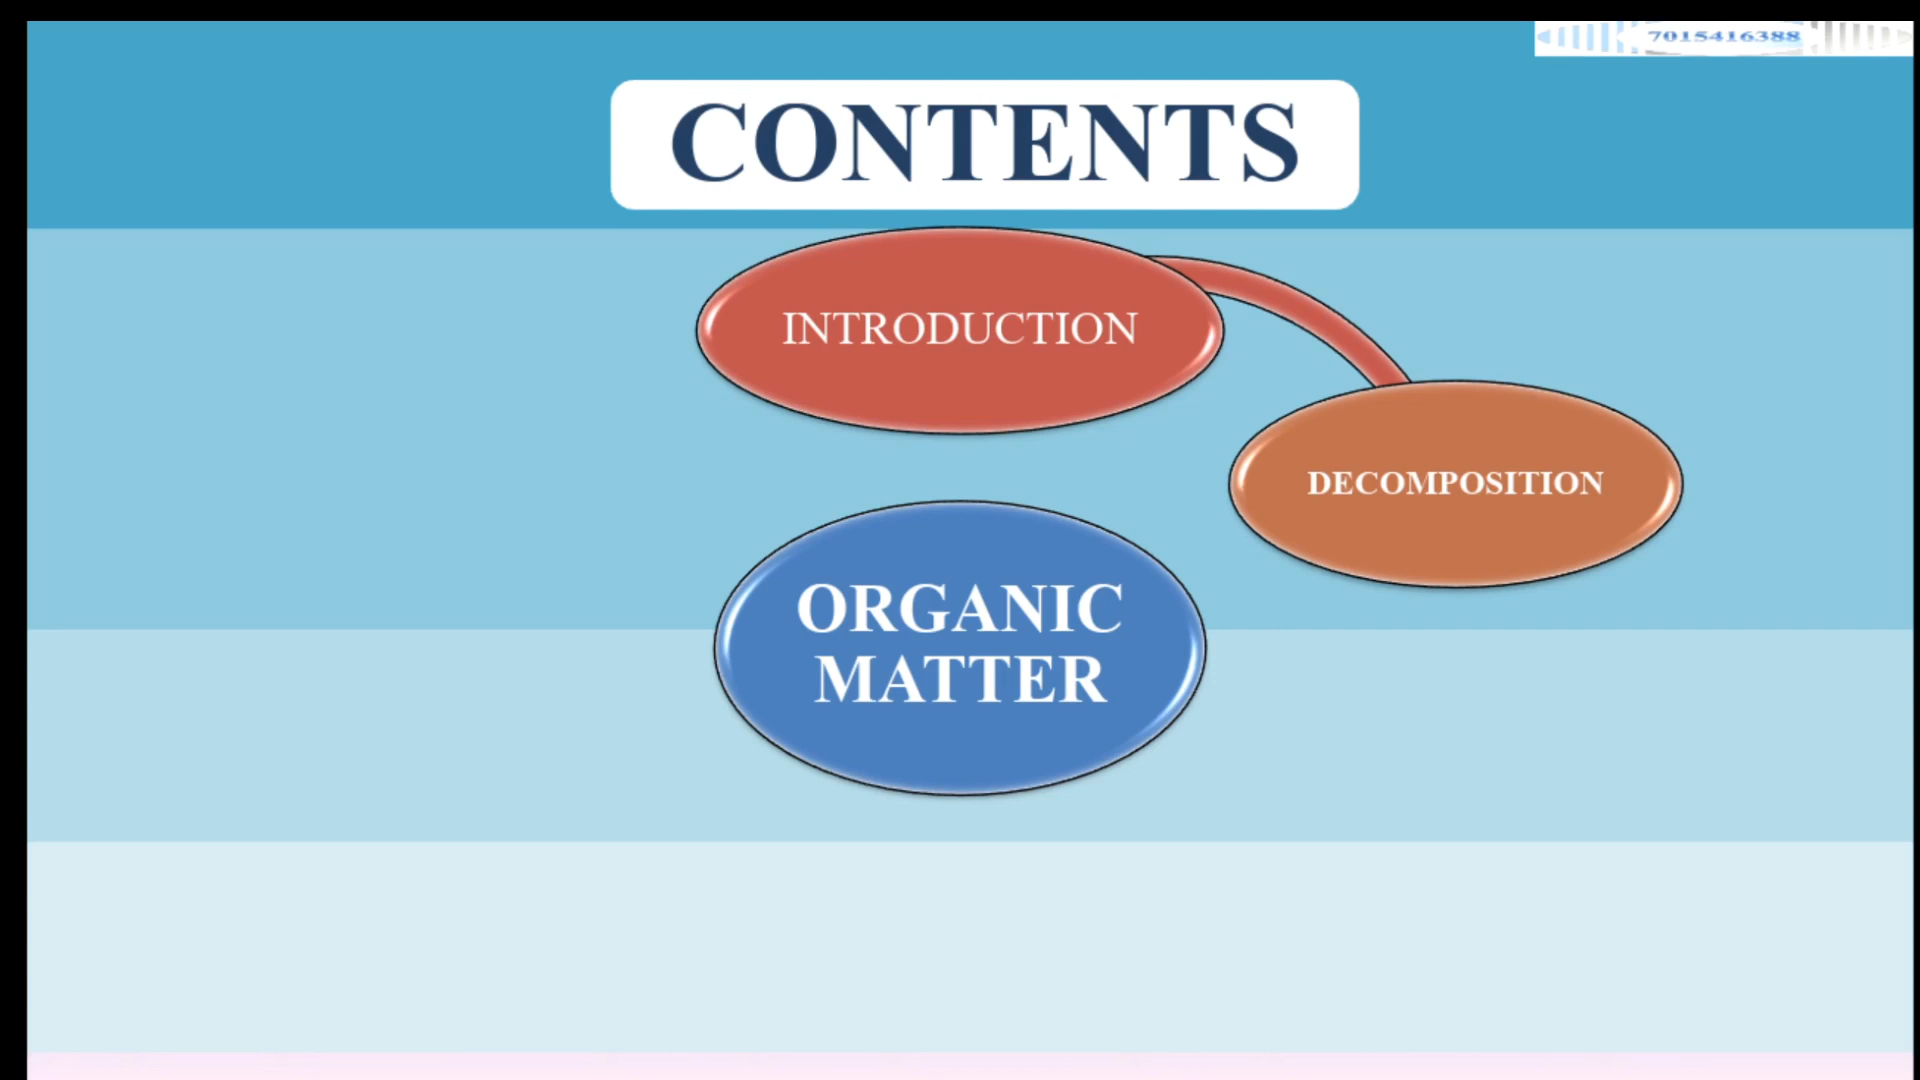 7015416388
CONTENTS
INTRODUCTION
DECOMPOSITION
ORGANIC
MATTER